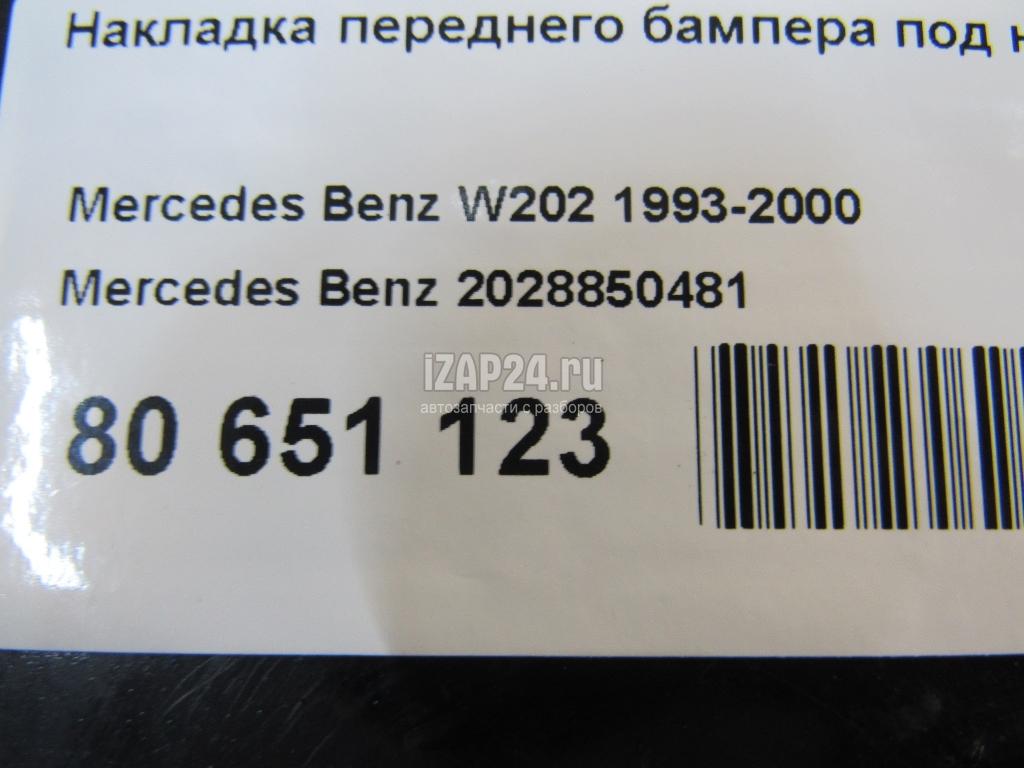 Накладка переднего бампера под
Mercedes Benz W202 1993-2000
Mercedes Benz 2028850481
iZAP24.ru
автозапчасти с разборов
80 651 123